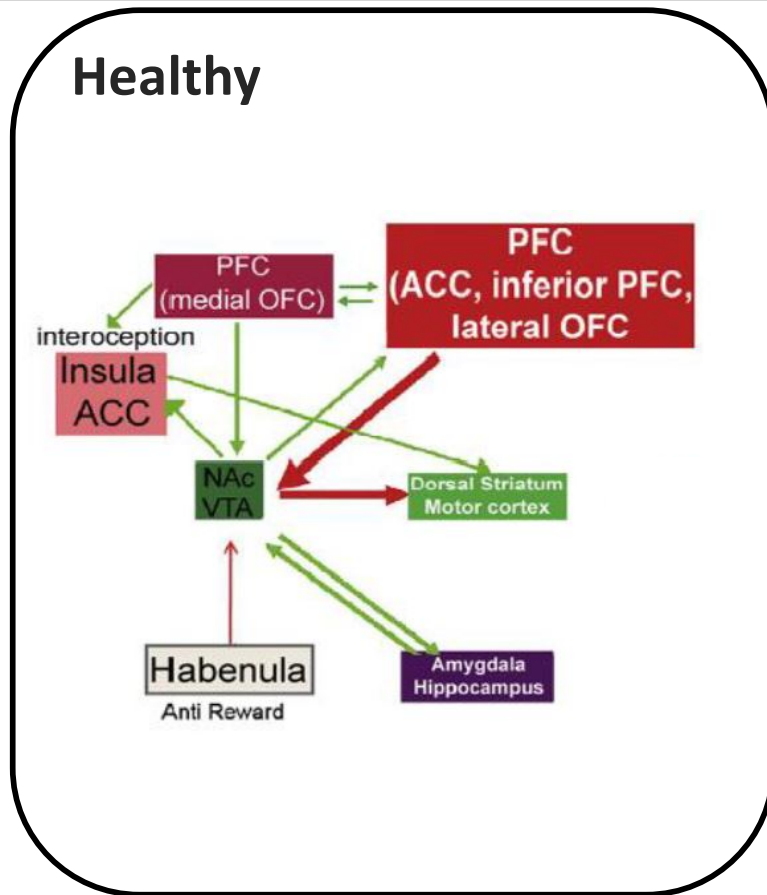 Healthy
PFC
(medial OFC)
PFC
(ACC, inferior PFC,
lateral OFC
interoception
Insula
ACC
NAc
VTA
Dorsal Striatum
Motor cortex
Habenula
Anti Reward
Amygdala
Hippocampus